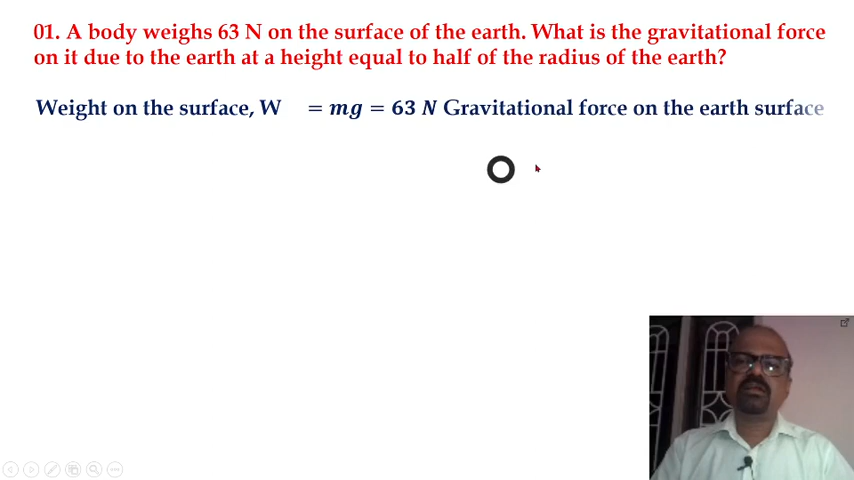 01. A body weighs 63 N on the surface of the earth. What is the gravitational force
on it due to the earth at a height equal to half of the radius of the earth?
Weight on the surface, W = mg = 63 N Gravitational force on the earth surface